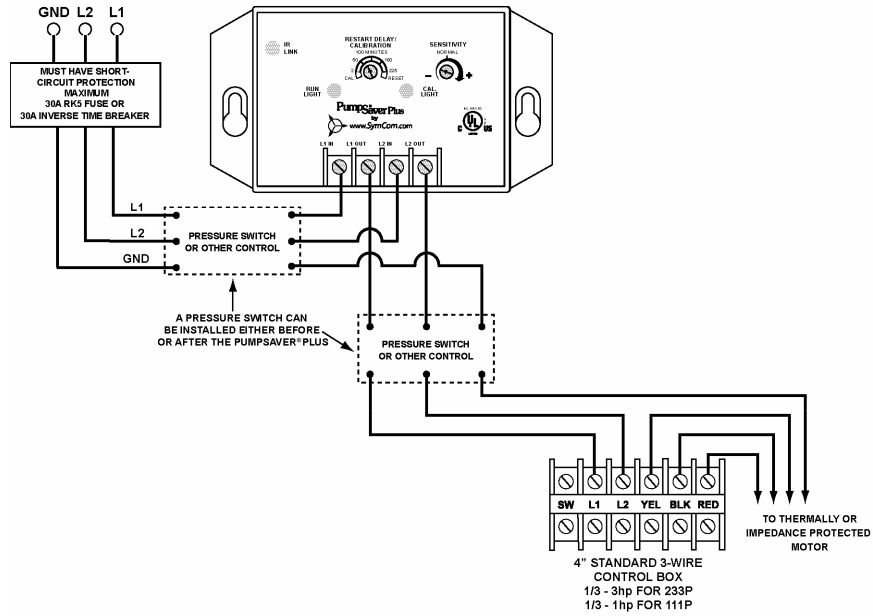 GND L2 L1
MUST HAVE SHORT-
CIRCUIT PROTECTION
MAXIMUM
30A RK5 FUSE OR
30A INVERSE TIME BREAKER
IR
LINK
RESTART DELAY/
CALIBRATION
100 MINUTES
50 150
2 225
CAL. RESET
SENSITIVITY
NORMAL
- +
RUN
LIGHT
CAL.
LIGHT
PumpSaver Plus
by
www.SymCom.com
C UL US
LISTED
L1 IN L1 OUT L2 IN L2 OUT
L1
L2
GND
PRESSURE SWITCH
OR OTHER CONTROL
A PRESSURE SWITCH CAN
BE INSTALLED EITHER BEFORE
OR AFTER THE PUMPSAVER®PLUS
PRESSURE SWITCH
OR OTHER CONTROL
SW L1 L2 YEL BLK RED
TO THERMALLY OR
IMPEDANCE PROTECTED
MOTOR
4” STANDARD 3-WIRE
CONTROL BOX
1/3 - 3hp FOR 233P
1/3 - 1hp FOR 111P